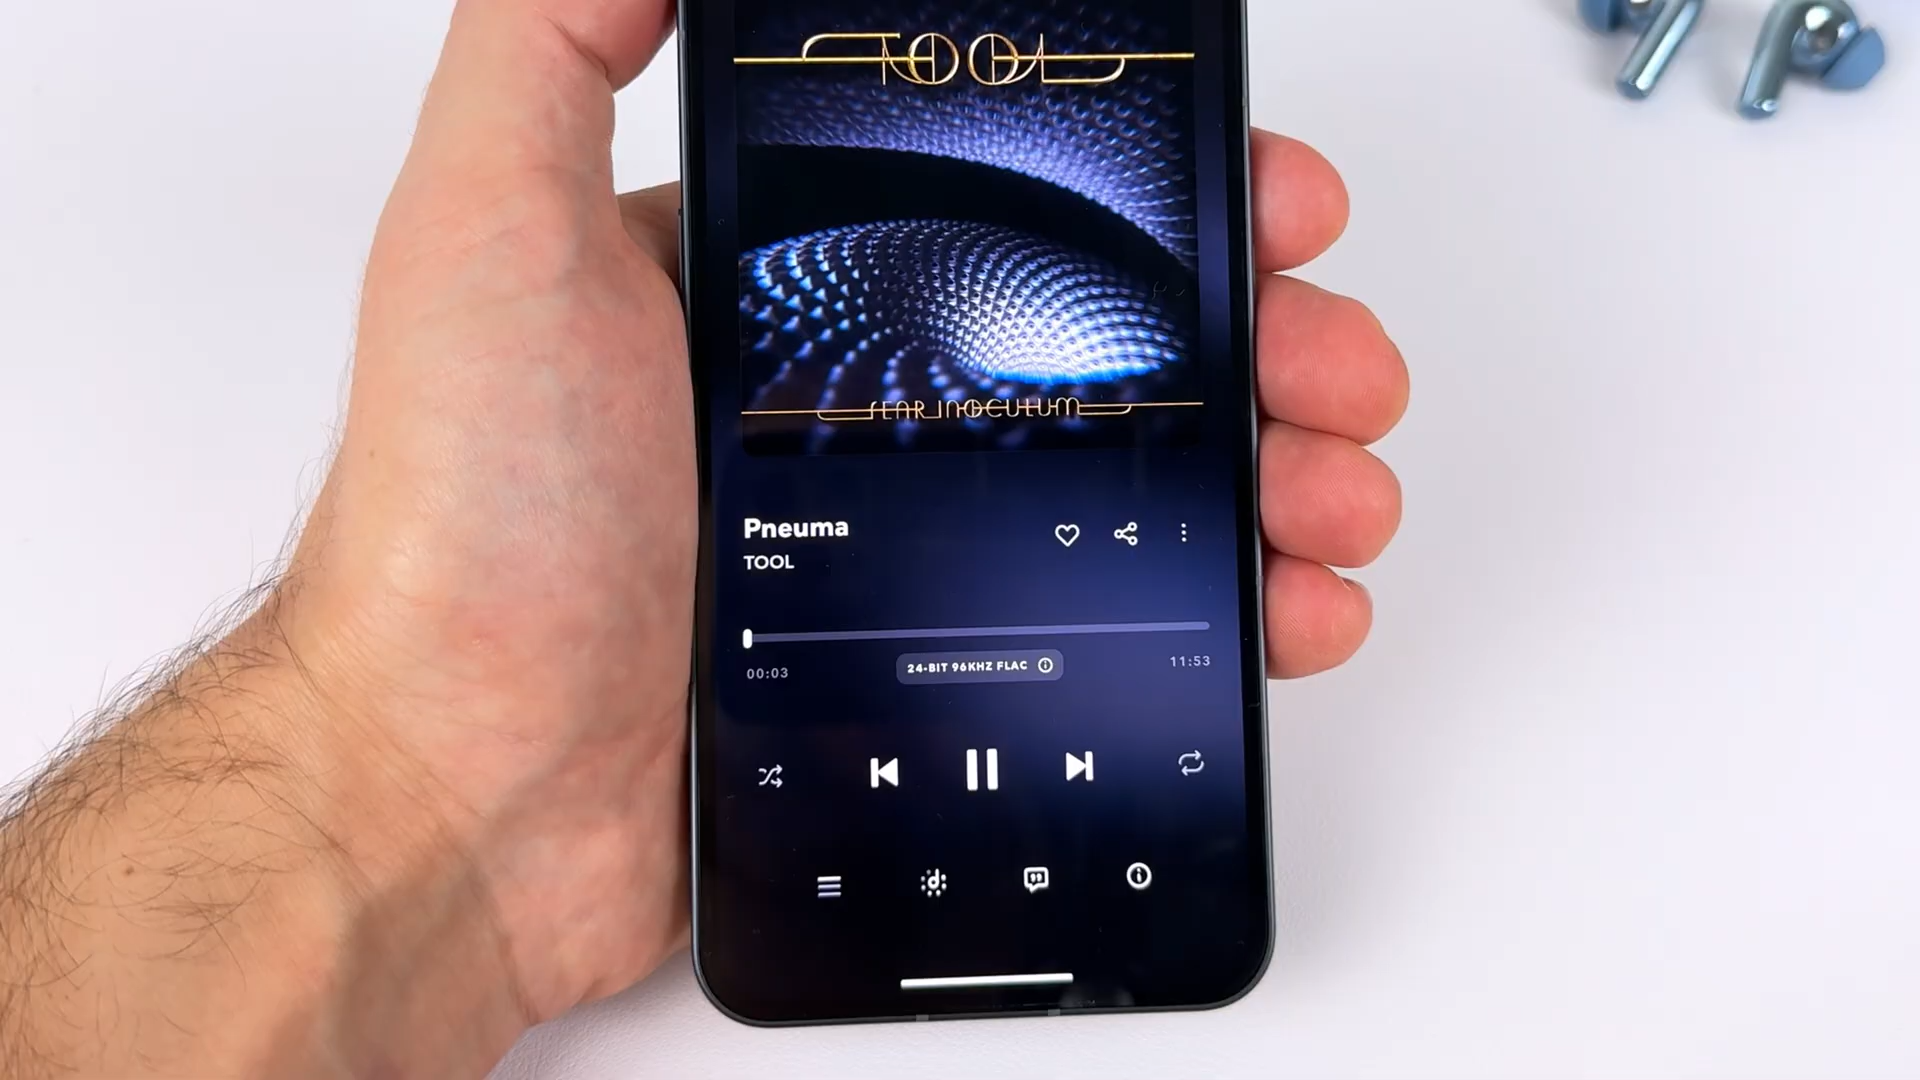 TOOL
FEAR INOCULUM
Pneuma
TOOL
00:03
24-BIT 96KHZ FLAC
11:53